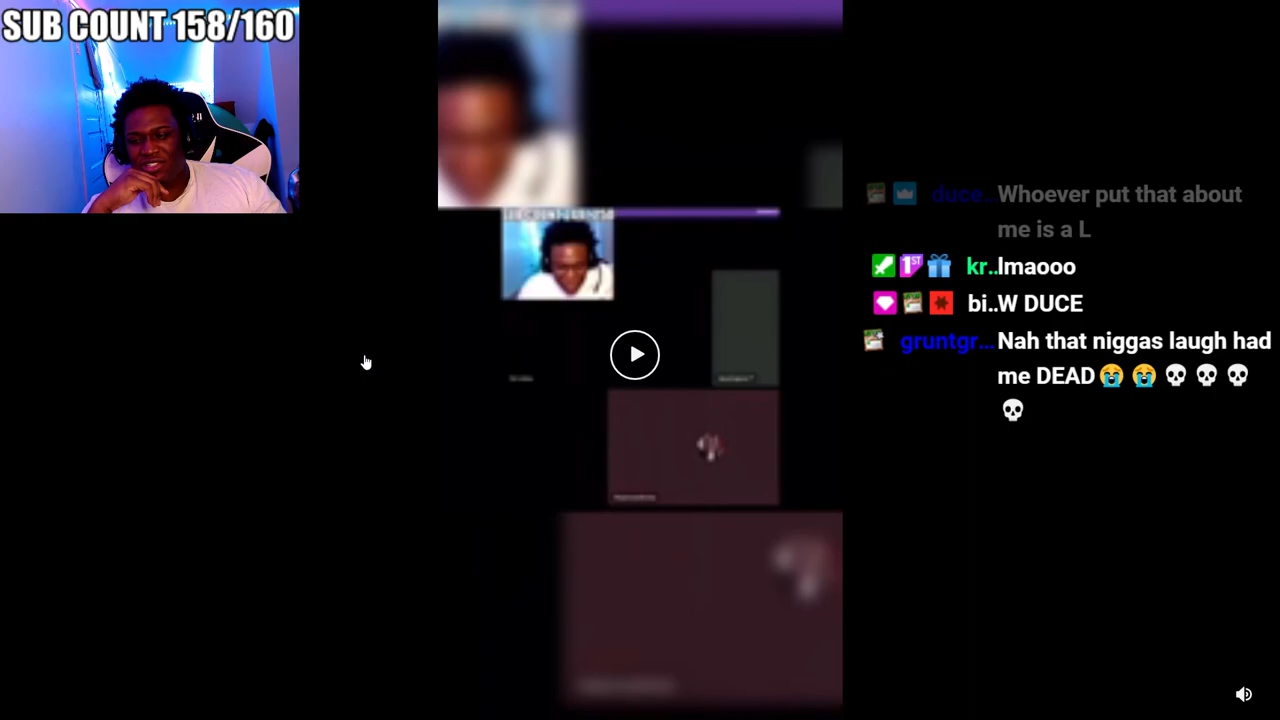 SUB COUNT 158/160
duce...Whoever put that about
me is a L
kr..lmaooo
bi..W DUCE
gruntgr...Nah that niggas laugh had
me DEAD😭😭💀💀💀
💀
1ST